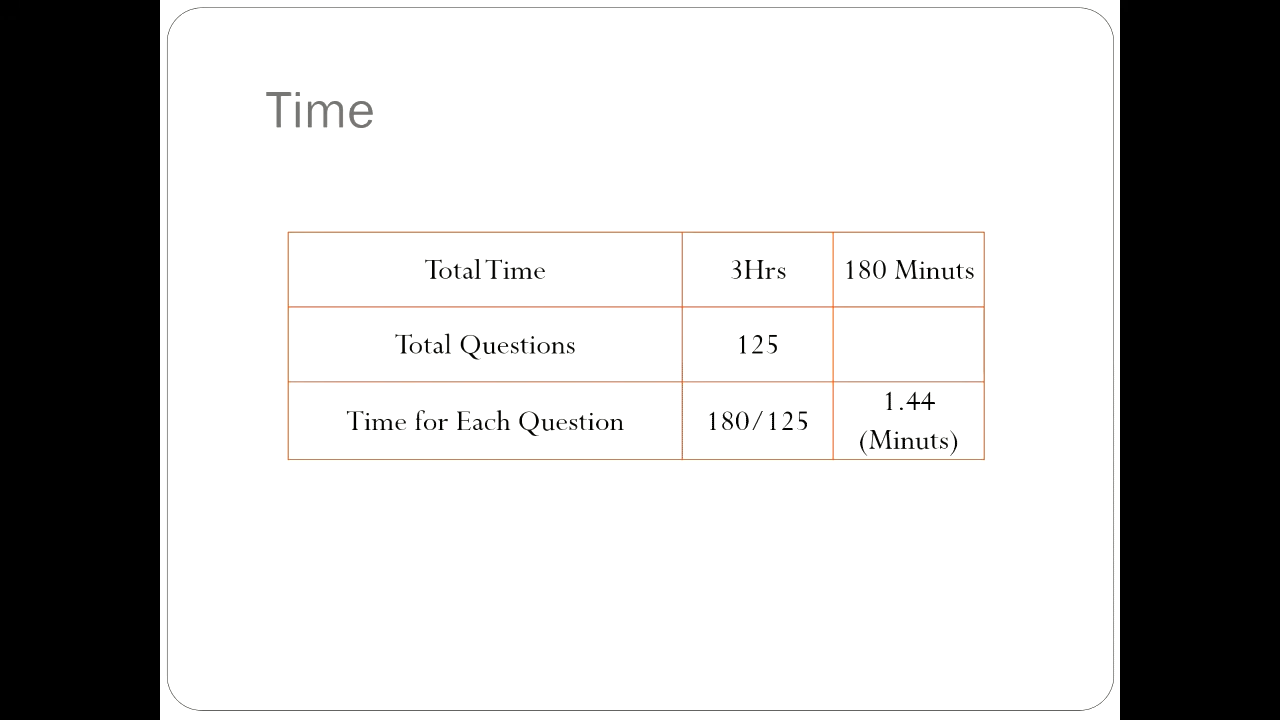 Time
Total Time 3Hrs 180 Minuts
Total Questions 125
Time for Each Question 180/125 1.44
(Minuts)